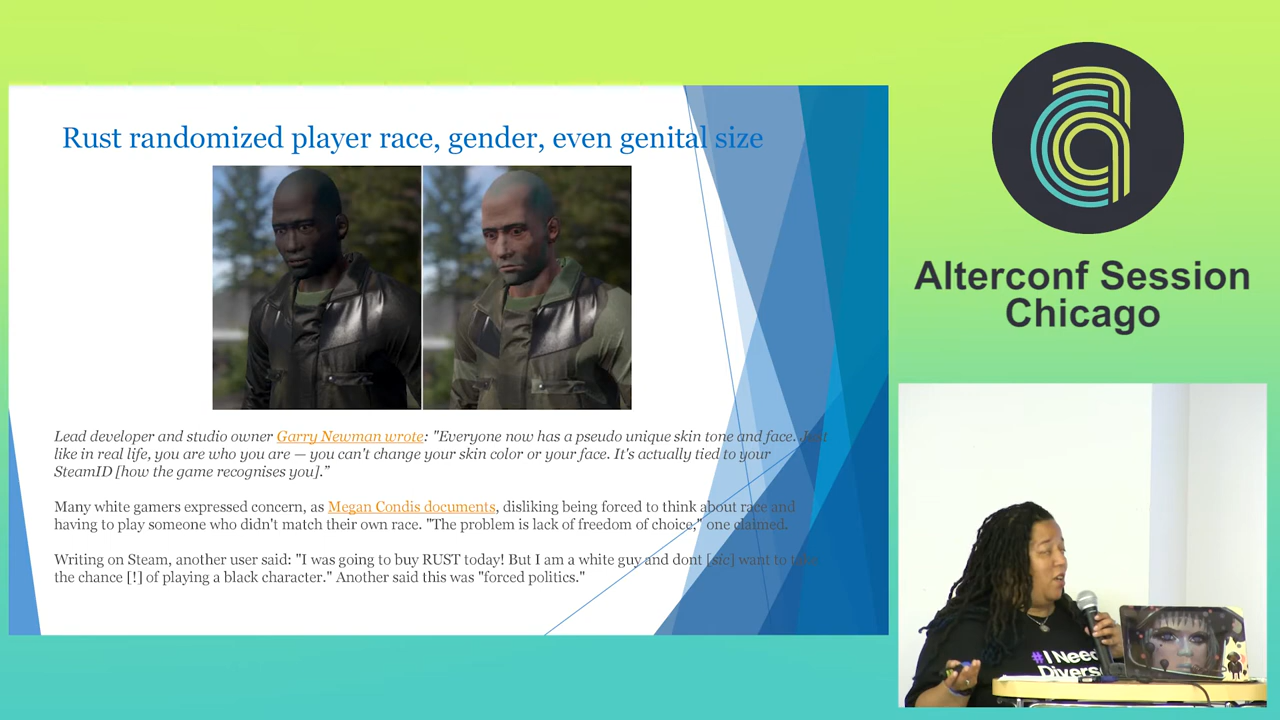 Rust randomized player race, gender, even genital size
Lead developer and studio owner Garry Newman wrote: "Everyone now has a pseudo unique skin tone and face. Just
like in real life, you are who you are — you can't change your skin color or your face. It's actually tied to your
SteamID [how the game recognises you]."
Many white gamers expressed concern, as Megan Condis documents, disliking being forced to think about race and
having to play someone who didn't match their own race. "The problem is lack of freedom of choice," one claimed.
Writing on Steam, another user said: "I was going to buy RUST today! But I am a white guy and dont [sic] want to take
the chance [!] of playing a black character." Another said this was "forced politics."
Alterconf Session
Chicago
#I Need
Divers